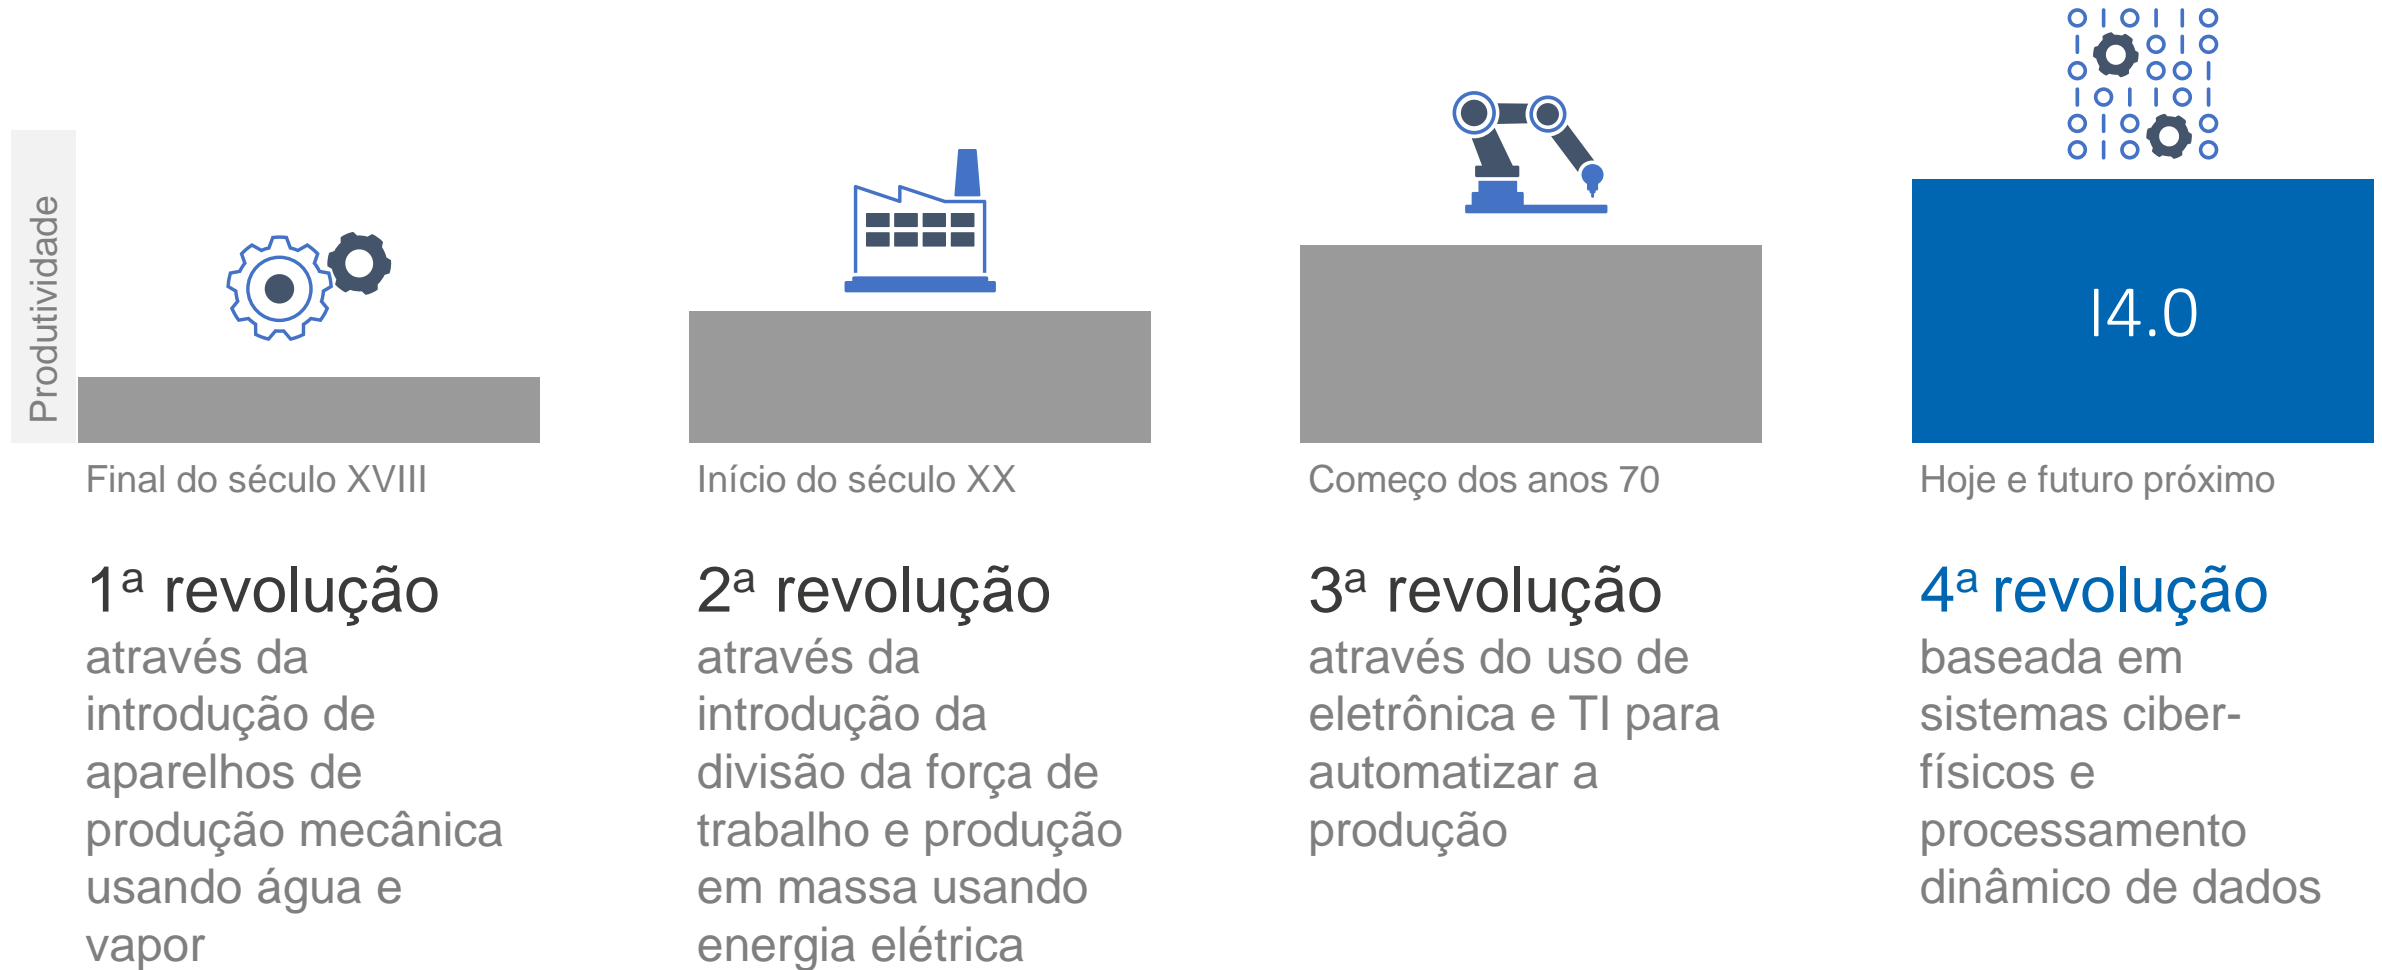 Produtividade
I4.0
Final do século XVIII
1ª revolução
através da
introdução de
aparelhos de
produção mecânica
usando água e
vapor
Início do século XX
2ª revolução
através da
introdução da
divisão da força de
trabalho e produção
em massa usando
energia elétrica
Começo dos anos 70
3ª revolução
através do uso de
eletrônica e TI para
automatizar a
produção
Hoje e futuro próximo
4ª revolução
baseada em
sistemas ciber-
físicos e
processamento
dinâmico de dados